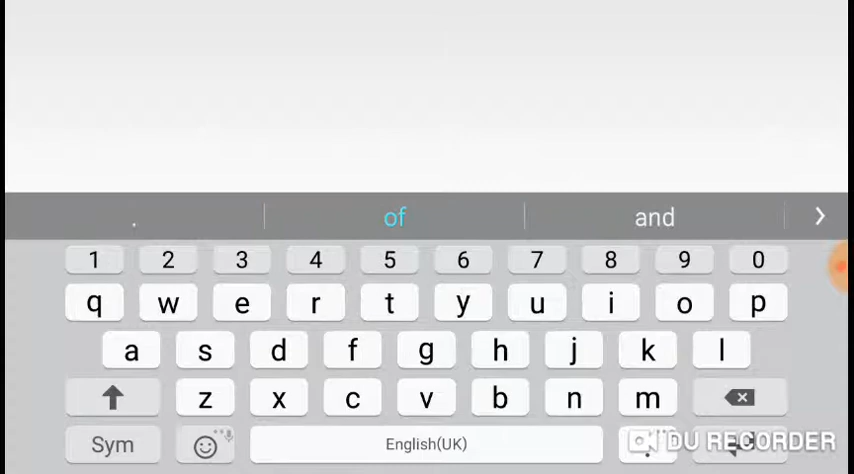 . of and
1 2 3 4 5 6 7 8 9 0
q w e r t y u i o p
a s d f g h j k l
z x c v b n m
Sym English(UK) . DU RECORDER